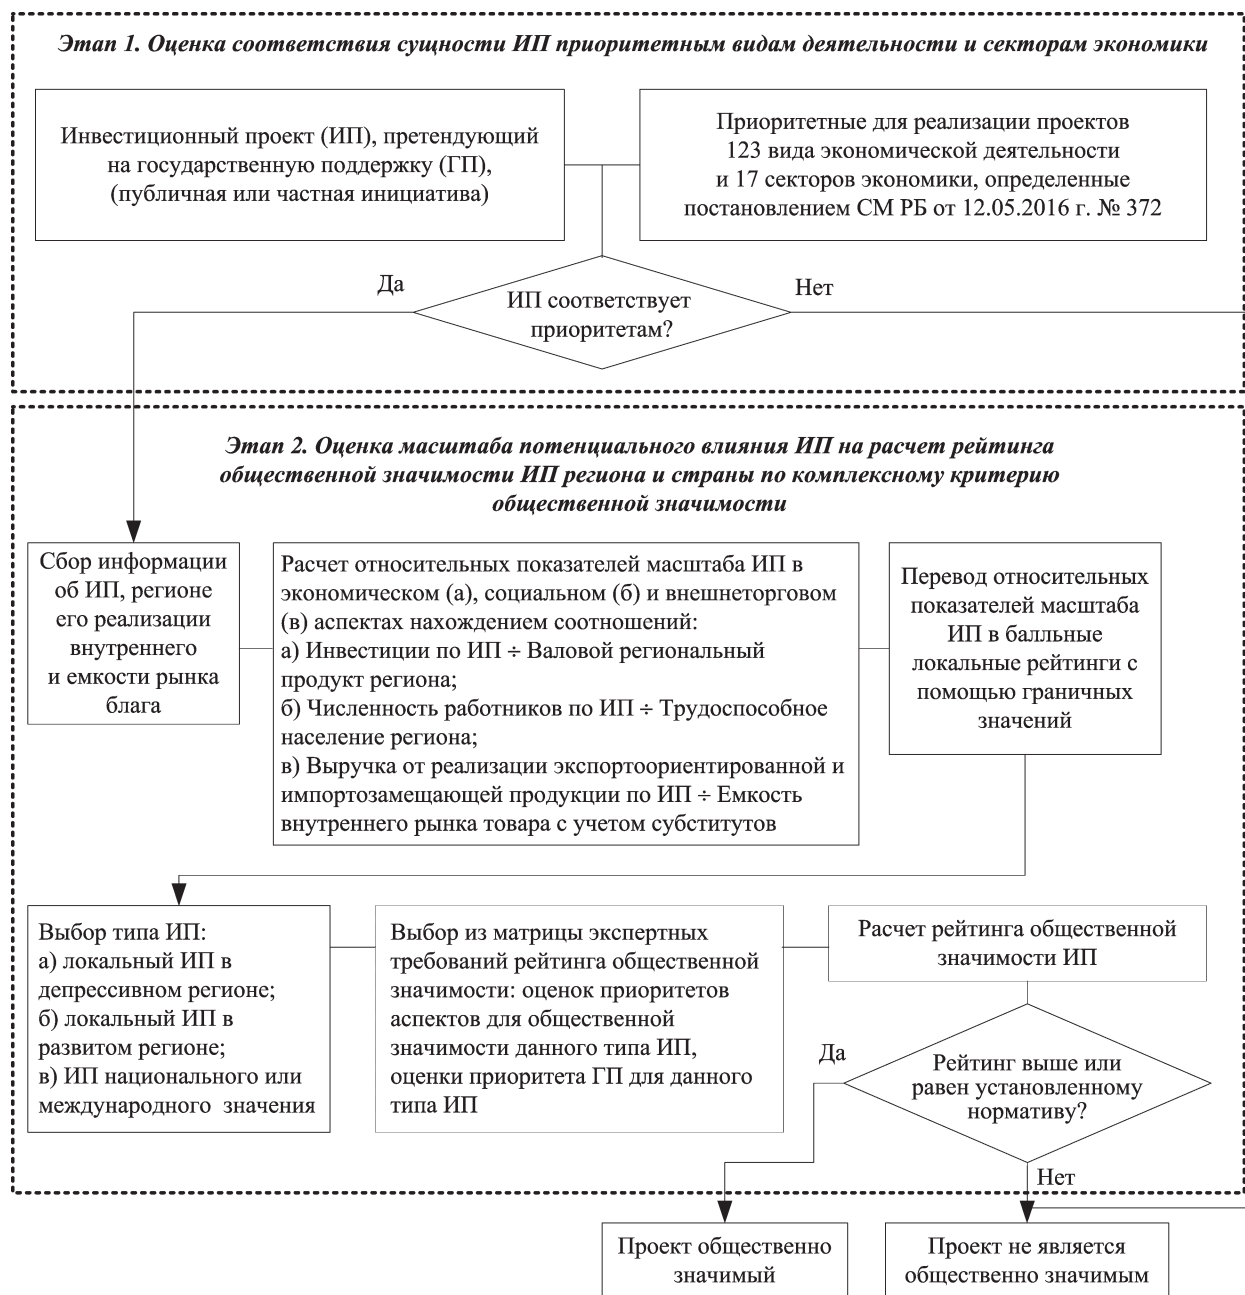 Этап 1. Оценка соответствия сущности ИП приоритетным видам деятельности и секторам экономики
Инвестиционный проект (ИП), претендующий
на государственную поддержку (ГП),
(публичная или частная инициатива)
Приоритетные для реализации проектов
123 вида экономической деятельности
и 17 секторов экономики, определенные
постановлением СМ РБ от 12.05.2016 г. № 372
Да
ИП соответствует
приоритетам?
Нет
Этап 2. Оценка масштаба потенциального влияния ИП на расчет рейтинга
общественной значимости ИП региона и страны по комплексному критерию
общественной значимости
Сбор информации
об ИП, регионе
его реализации
внутреннего
и емкости рынка
блага
Расчет относительных показателей масштаба ИП в
экономическом (а), социальном (б) и внешнеторговом
(в) аспектах нахождением соотношений:
а) Инвестиции по ИП ÷ Валовой региональный
продукт региона;
б) Численность работников по ИП ÷ Трудоспособное
население региона;
в) Выручка от реализации экспортоориентированной и
импортозамещающей продукции по ИП ÷ Емкость
внутреннего рынка товара с учетом субститутов
Перевод относительных
показателей масштаба
ИП в балльные
локальные рейтинги с
помощью граничных
значений
Выбор типа ИП:
а) локальный ИП в
депрессивном регионе;
б) локальный ИП в
развитом регионе;
в) ИП национального или
международного значения
Выбор из матрицы экспертных
требований рейтинга общественной
значимости: оценок приоритетов
аспектов для общественной
значимости данного типа ИП,
оценки приоритета ГП для данного
типа ИП
Расчет рейтинга общественной
значимости ИП
Да
Рейтинг выше или
равен установленному
нормативу?
Нет
Проект общественно
значимый
Проект не является
общественно значимым